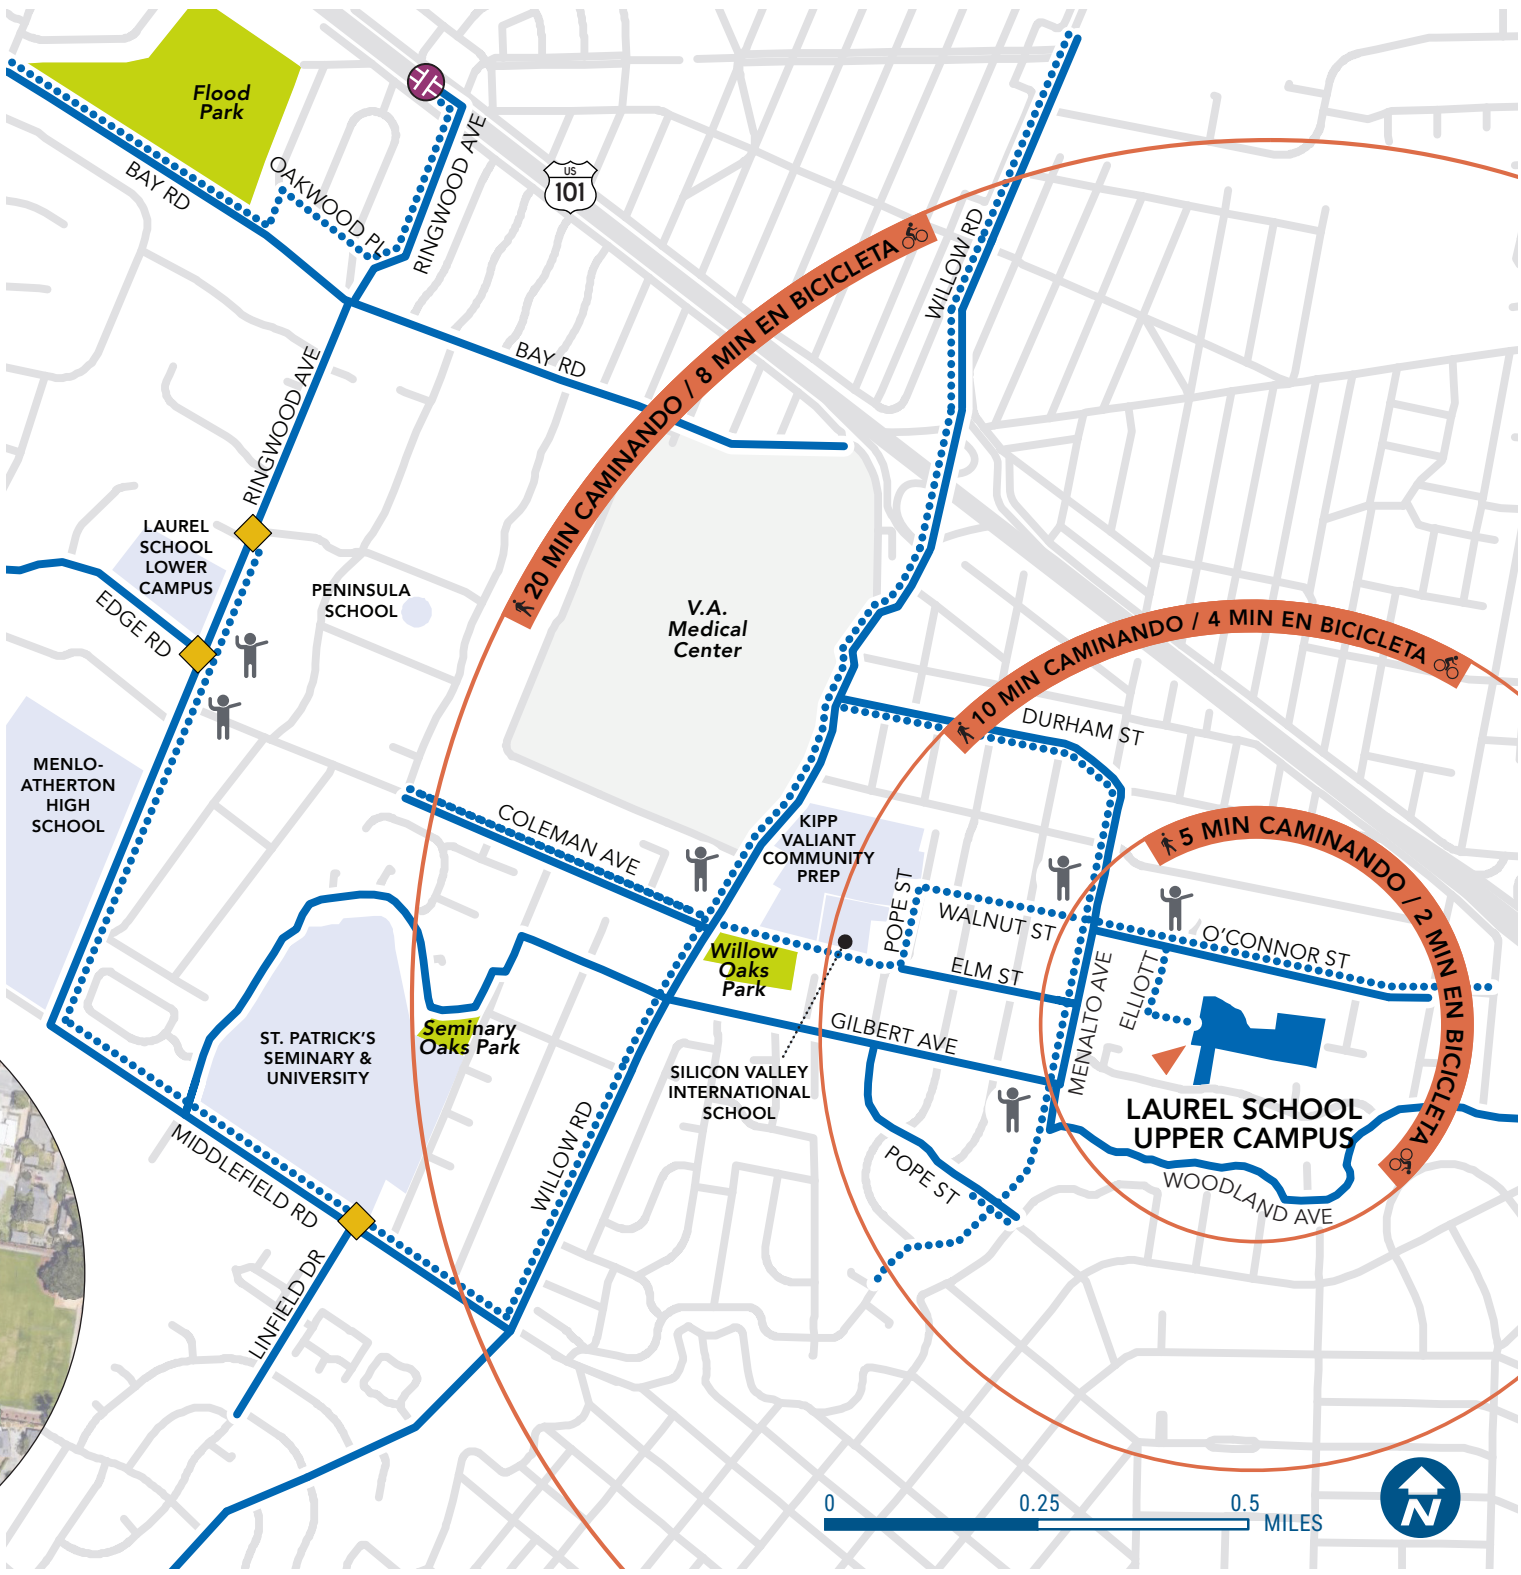 Flood
Park
BAY RD
OAKWOOD PL
RINGWOOD AVE
US
101
WILLOW RD
20 MIN CAMINANDO / 8 MIN EN BICICLETA
BAY RD
RINGWOOD AVE
LAUREL
SCHOOL
LOWER
CAMPUS
EDGE RD
PENINSULA
SCHOOL
V.A.
Medical
Center
10 MIN CAMINANDO / 4 MIN EN BICICLETA
DURHAM ST
MENLO-
ATHERTON
HIGH
SCHOOL
COLEMAN AVE
KIPP
VALIANT
COMMUNITY
PREP
5 MIN CAMINANDO / 2 MIN EN BICICLETA
POPE ST
WALNUT ST
O'CONNOR ST
Willow
Oaks
Park
ELM ST
ELLIOTT
MENALTO AVE
GILBERT AVE
ST. PATRICK'S
SEMINARY &
UNIVERSITY
Seminary
Oaks Park
SILICON VALLEY
INTERNATIONAL
SCHOOL
LAUREL SCHOOL
UPPER CAMPUS
MIDDLEFIELD RD
WILLOW RD
POPE ST
WOODLAND AVE
LINFIELD DR
0 0.25 0.5
MILES
N